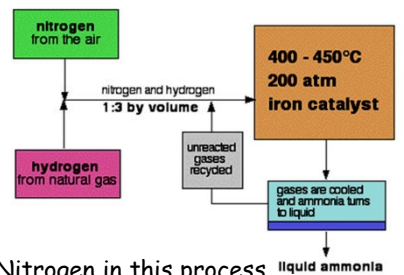 nitrogen
from the air
nitrogen and hydrogen
1:3 by volume
400 - 450°C
200 atm
iron catalyst
hydrogen
from natural gas
unreacted
gases
recycled
gases are cooled
and ammonia turns
to liquid
liquid ammonia
Nitrogen in this process